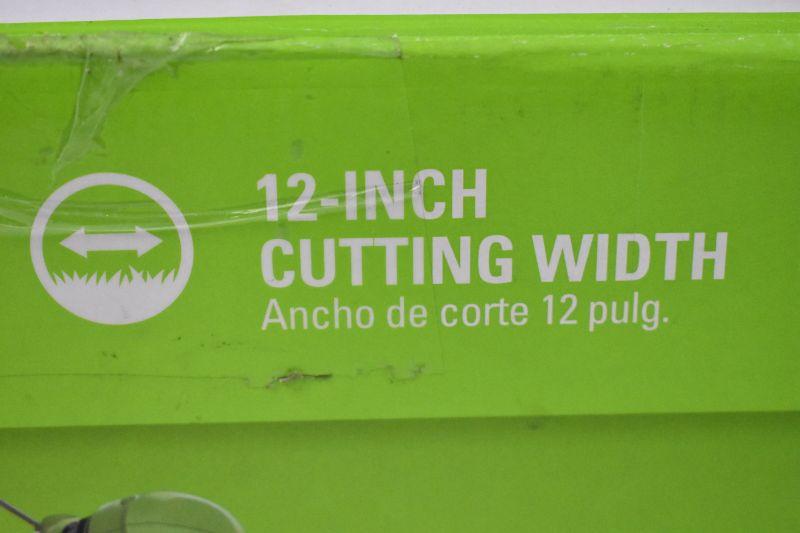 12-INCH
CUTTING WIDTH
Ancho de corte 12 pulg.